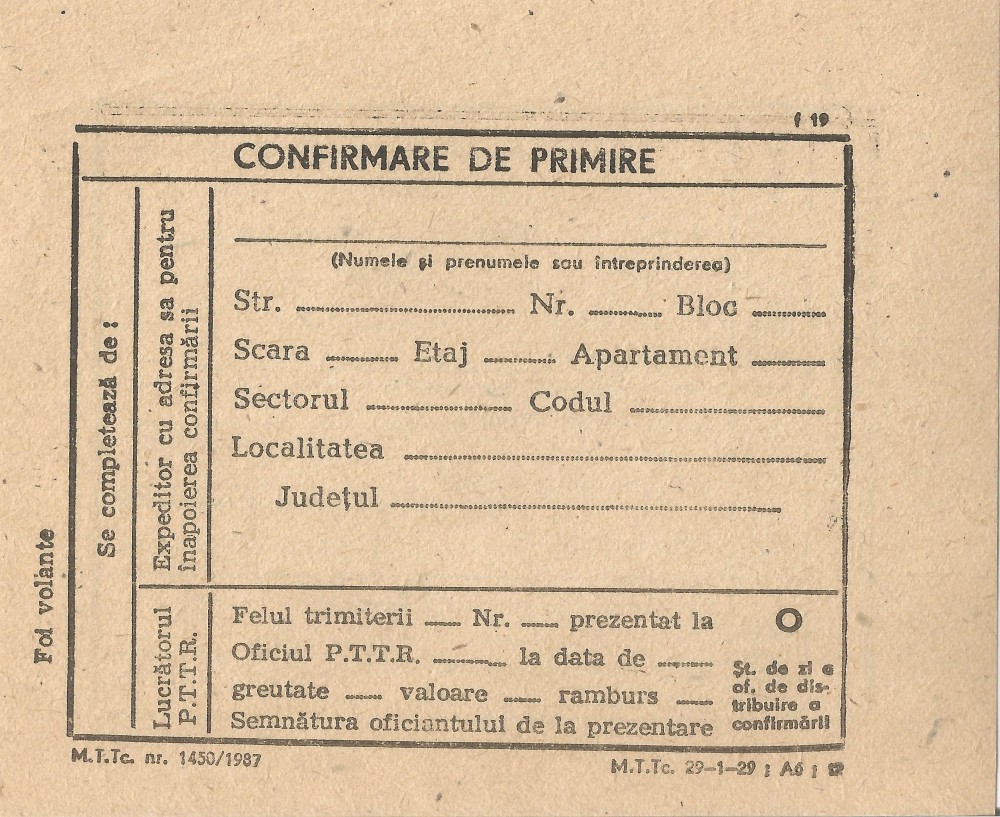 f 19
CONFIRMARE DE PRIMIRE
(Numele și prenumele sau întreprinderea)
Str. Nr. Bloc
Scara Etaj Apartament
Sectorul Codul
Localitatea
Județul
Se completează de :
Expeditor cu adresa sa pentru
înapoierea confirmării
Foi volante
Lucrătorul
P.T.T.R.
Felul trimiterii Nr. prezentat la
Oficiul P.T.T.R. la data de
greutate valoare ramburs
Semnătura oficiantului de la prezentare
O
Șt. de zi a
of. de dis-
tribuire a
confirmării
M.T.Tc. nr. 1450/1987
M.T.Tc. 29-1-29 ; A6 ;